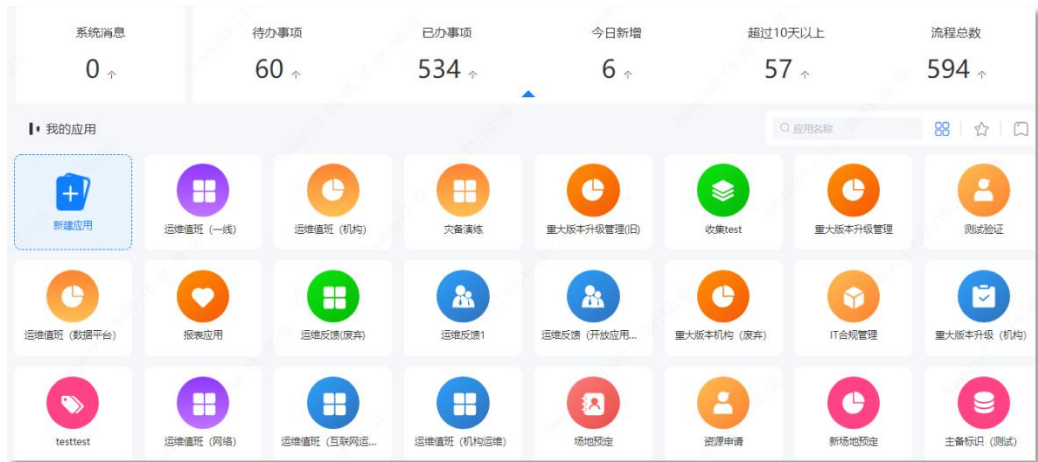 系统消息 待办事项 已办事项 今日新增 超过10天以上 流程总数
0 个 60 个 534 个 6 个 57 个 594 个
我的应用 应用名称
新建应用 运维值班（一线） 运维值班（机构） 灾备演练 重大版本升级管理(旧) 收集test 重大版本升级管理 测试验证
运维值班（数据平台） 报表应用 运维反馈(废弃) 运维反馈1 运维反馈（开放应用... 重大版本机构（废弃） IT合规管理 重大版本升级（机构）
testtest 运维值班（网络） 运维值班（互联网运... 运维值班（机构运维） 场地预定 资源申请 新场地预定 主备标识（测试）